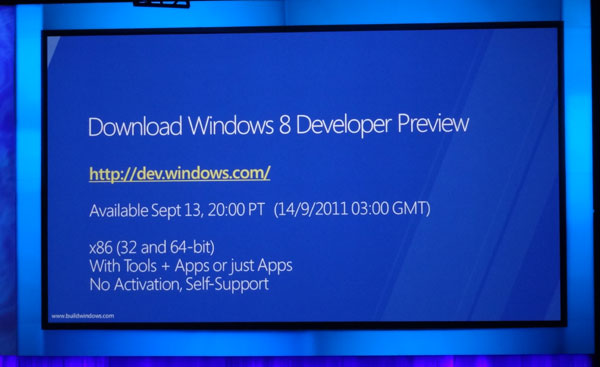 Download Windows 8 Developer Preview
http://dev.windows.com/
Available Sept 13, 20:00 PT (14/9/2011 03:00 GMT)
x86 (32 and 64-bit)
With Tools + Apps or just Apps
No Activation, Self-Support
www.buildwindows.com